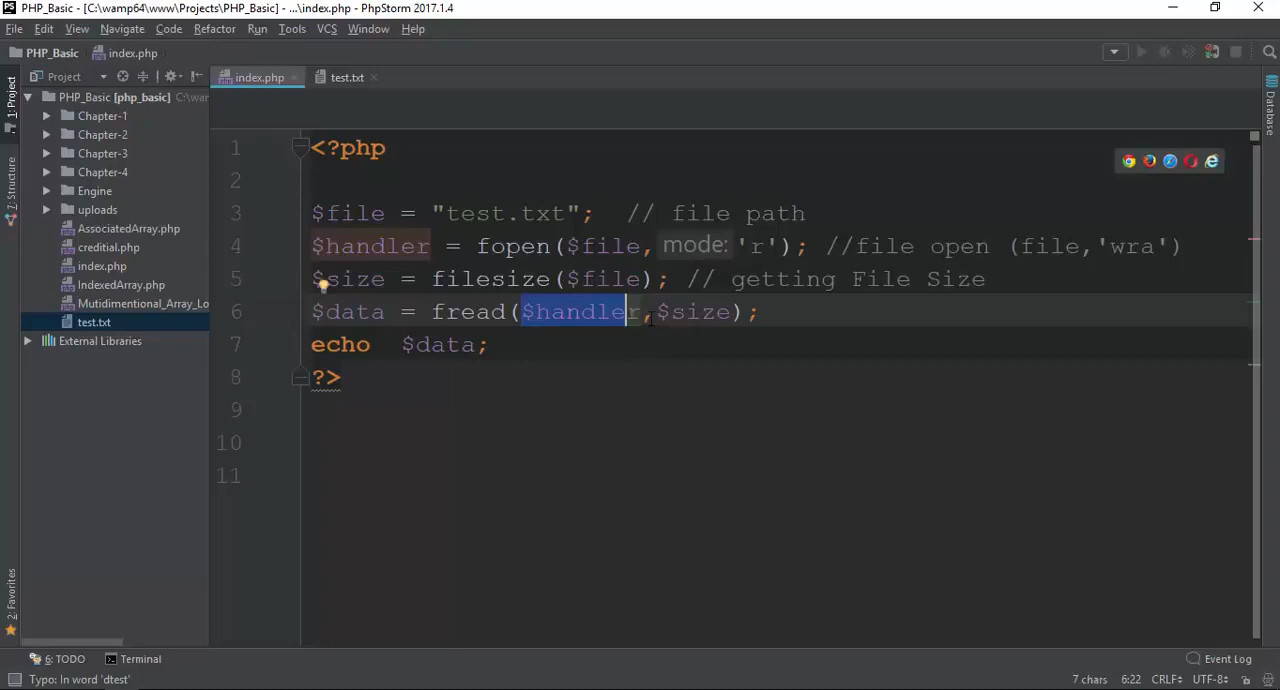 PS PHP_Basic - [C:\wamp64\www\Projects\PHP_Basic] - ...\index.php - PhpStorm 2017.1.4
File Edit View Navigate Code Refactor Run Tools VCS Window Help
PHP_Basic index.php
Project index.php test.txt
1: Project
7: Structure
2: Favorites
Database
PHP_Basic [php_basic] C:\wa
Chapter-1
Chapter-2
Chapter-3
Chapter-4
Engine
uploads
AssociatedArray.php
creditial.php
index.php
IndexedArray.php
Mutidimentional_Array_Lo
test.txt
External Libraries
1 <?php
2
3 $file = "test.txt"; // file path
4 $handler = fopen($file, mode: 'r'); //file open (file,'wra')
5 $size = filesize($file); // getting File Size
6 $data = fread($handler,$size);
7 echo $data;
8 ?>
9
10
11
6: TODO Terminal Event Log
Typo: In word 'dtest' 7 chars 6:22 CRLF UTF-8